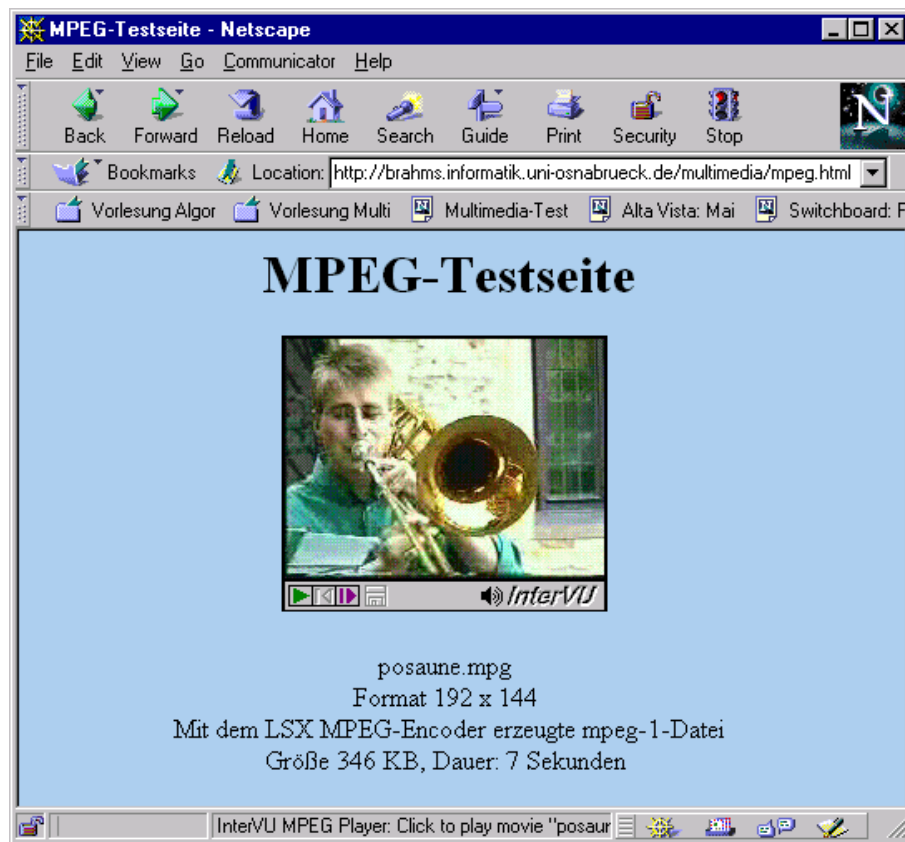 MPEG-Testseite - Netscape
File Edit View Go Communicator Help
Back Forward Reload Home Search Guide Print Security Stop
N
Bookmarks Location: http://brahms.informatik.uni-osnabrueck.de/multimedia/mpeg.html
Vorlesung Algor Vorlesung Multi Multimedia-Test Alta Vista: Mai Switchboard: F
MPEG-Testseite
InterVU
posaune.mpg
Format 192 x 144
Mit dem LSX MPEG-Encoder erzeugte mpeg-1-Datei
Größe 346 KB, Dauer: 7 Sekunden
InterVU MPEG Player: Click to play movie "posaur